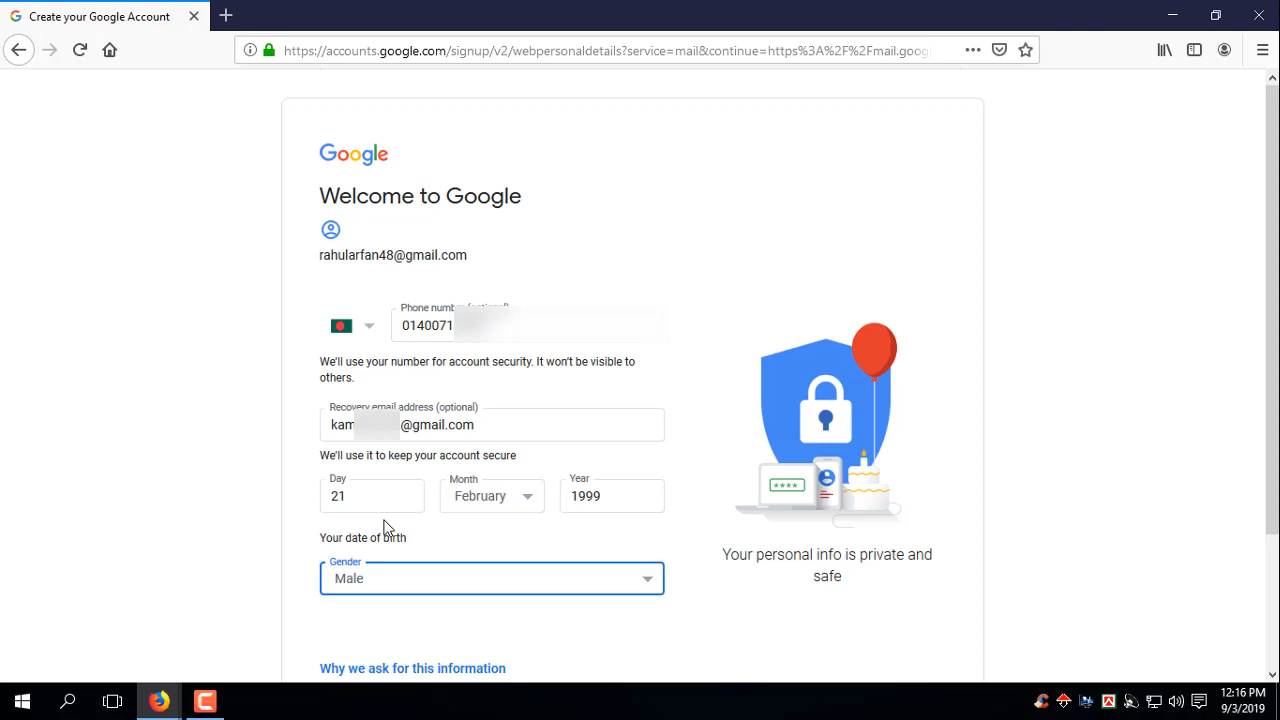 Create your Google Account
https://accounts.google.com/signup/v2/webpersonaldetails?service=mail&continue=https%3A%2F%2Fmail.goog
Google
Welcome to Google
rahularfan48@gmail.com
Phone number (optional)
0140071
We'll use your number for account security. It won't be visible to
others.
Recovery email address (optional)
kam @gmail.com
We'll use it to keep your account secure
Day
Month
Year
21
February
1999
Your date of birth
Gender
Male
Why we ask for this information
****
Your personal info is private and
safe
12:16 PM
9/3/2019